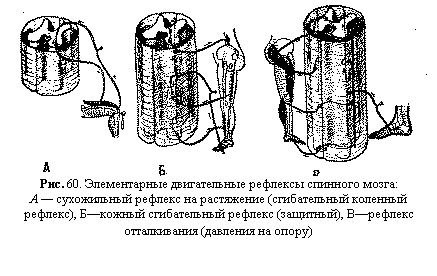 А
Б
в
Рис. 60. Элементарные двигательные рефлексы спинного мозга:
А — сухожильный рефлекс на растяжение (сгибательный коленный
рефлекс), Б—кожный сгибательный рефлекс (защитный), В—рефлекс
отталкивания (давления на опору)